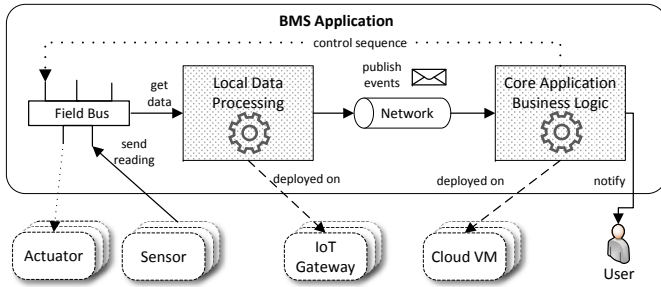 BMS Application
control sequence
get
data
Local Data
Processing
publish
events
Network
Core Application
Business Logic
Field Bus
send
reading
deployed on
deployed on
notify
Actuator
Sensor
IoT
Gateway
Cloud VM
User